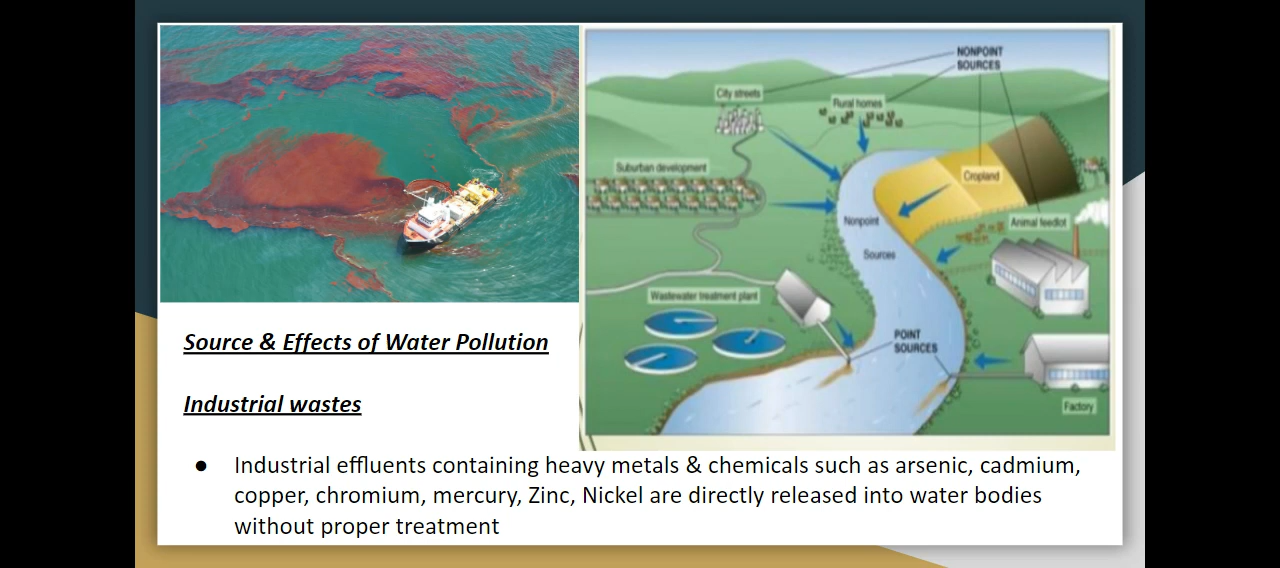 NONPOINT
SOURCES
City streets
Rural homes
Suburban development
Cropland
Nonpoint
Sources
Animal feedlot
Wastewater treatment plant
POINT
SOURCES
Factory
Source & Effects of Water Pollution
Industrial wastes
● Industrial effluents containing heavy metals & chemicals such as arsenic, cadmium,
copper, chromium, mercury, Zinc, Nickel are directly released into water bodies
without proper treatment